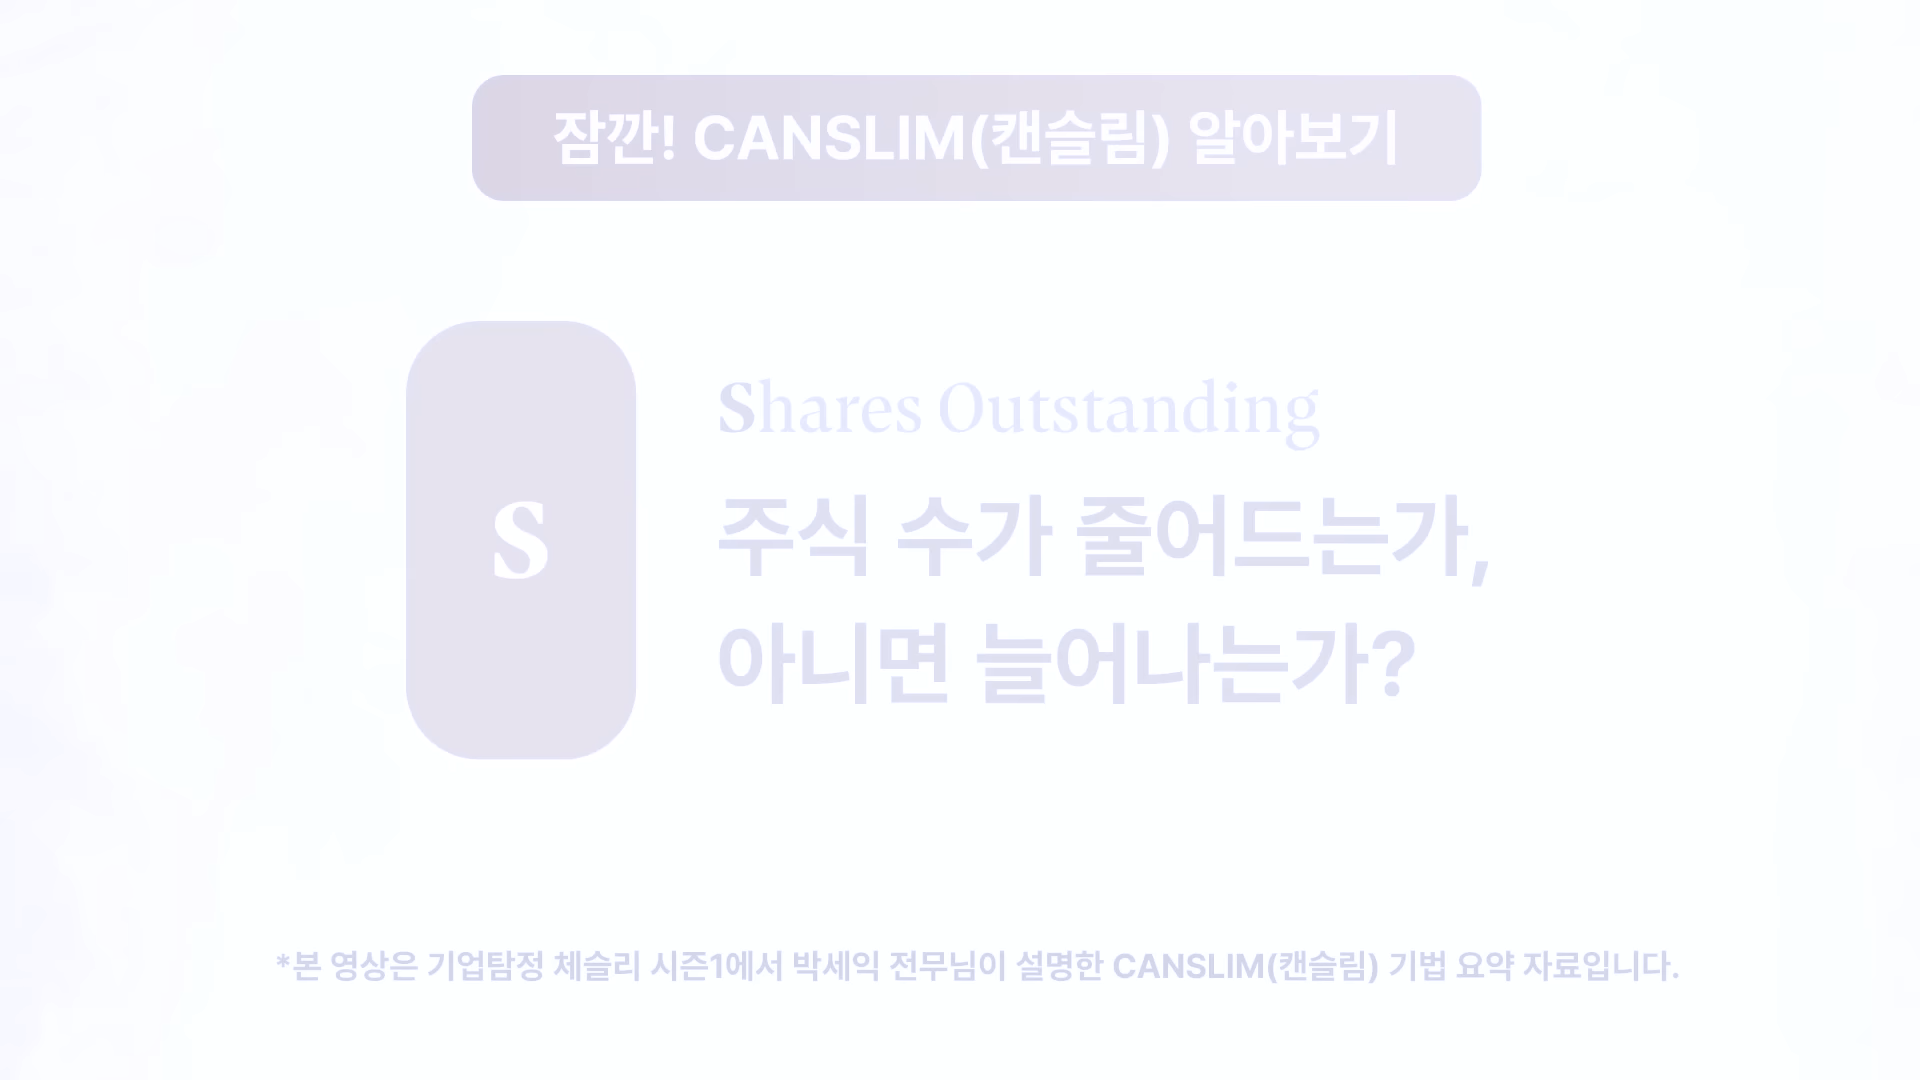 잠깐! CANSLIM(캔슬림) 알아보기
S
Shares Outstanding
주식 수가 줄어드는가,
아니면 늘어나는가?
*본 영상은 기업탐정 체슬리 시즌1에서 박세익 전무님이 설명한 CANSLIM(캔슬림) 기법 요약 자료입니다.